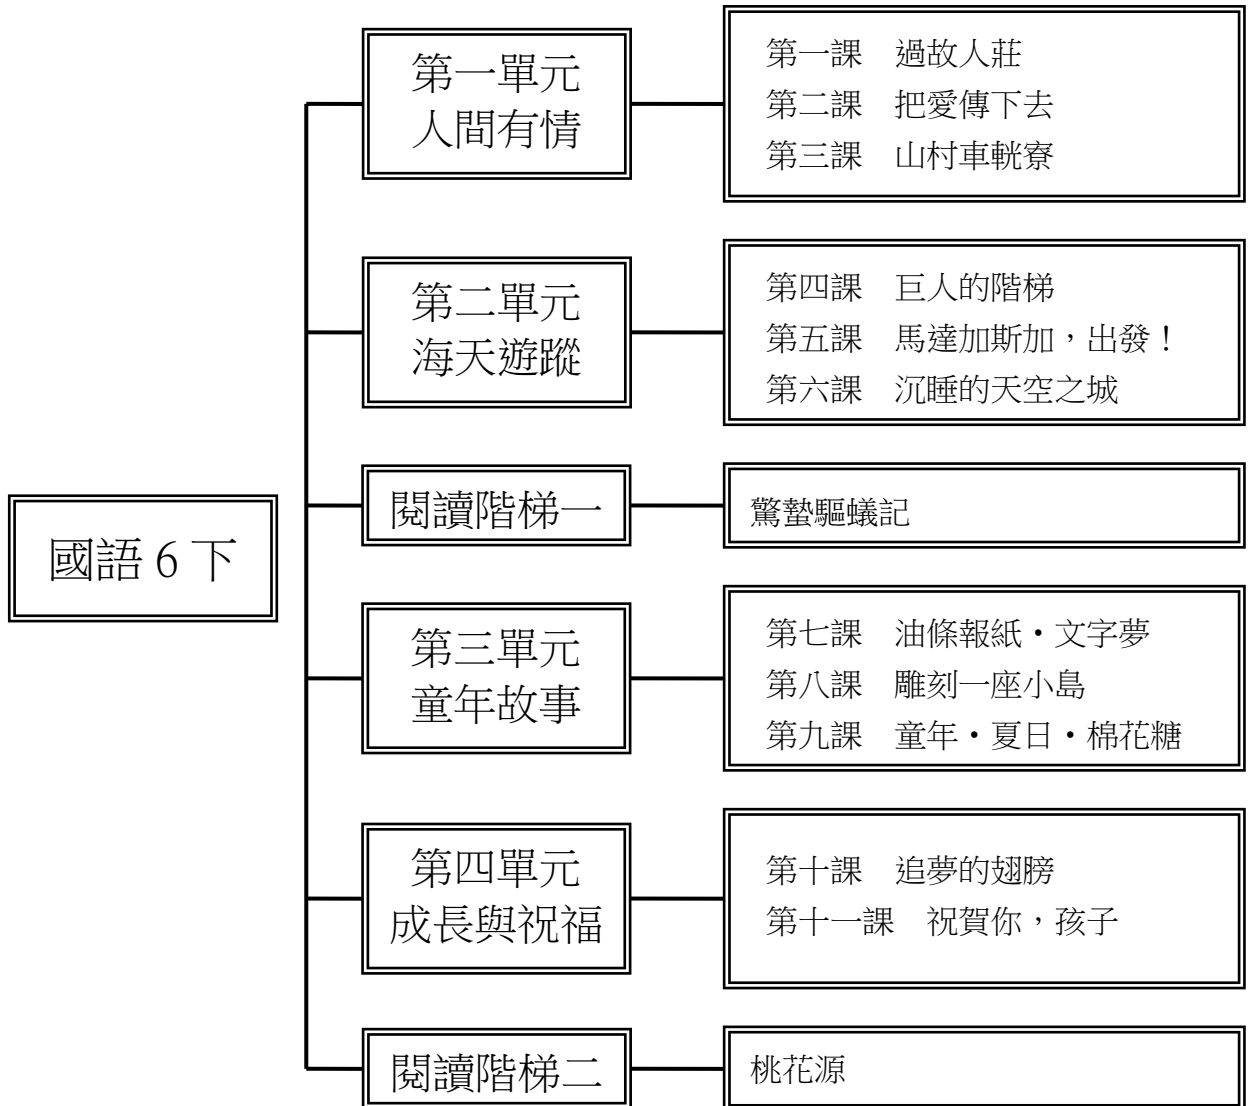 國語 6 下
第一單元
人間有情
第一課　過故人莊
第二課　把愛傳下去
第三課　山村車輄寮
第二單元
海天遊蹤
第四課　巨人的階梯
第五課　馬達加斯加，出發！
第六課　沉睡的天空之城
閱讀階梯一
驚蟄驅蟻記
第三單元
童年故事
第七課　油條報紙・文字夢
第八課　雕刻一座小島
第九課　童年・夏日・棉花糖
第四單元
成長與祝福
第十課　追夢的翅膀
第十一課　祝賀你，孩子
閱讀階梯二
桃花源